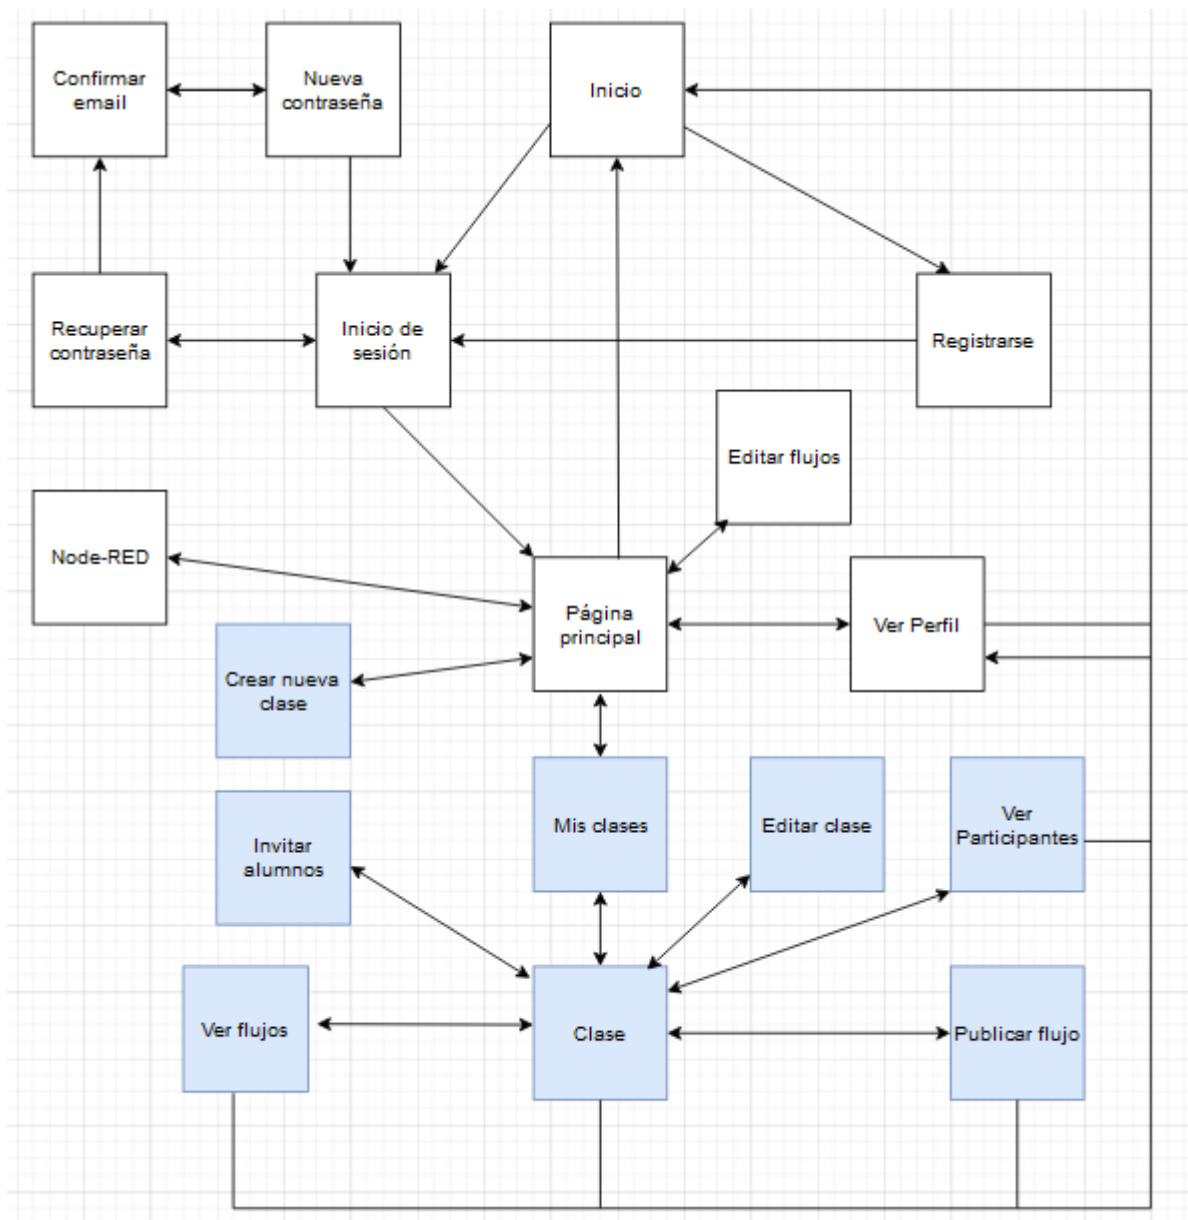 Confirmar
email
Nueva
contraseña
Inicio
Recuperar
contraseña
Inicio de
sesión
Registrarse
Editar flujos
Node-RED
Página
principal
Ver Perfil
Crear nueva
clase
Mis clases
Editar clase
Ver
Participantes
Invitar
alumnos
Ver flujos
Clase
Publicar flujo